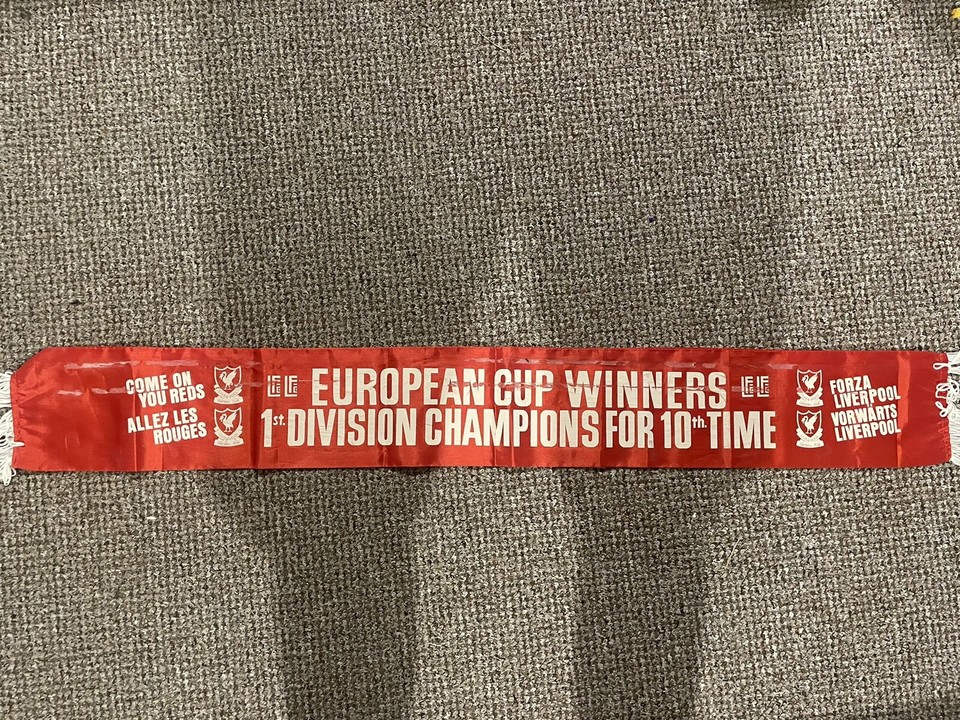 COME ON
YOU REDS
ALLEZ LES
ROUGES
EUROPEAN CUP WINNERS
1st. DIVISION CHAMPIONS FOR 10th. TIME
FORZA
LIVERPOOL
VORWÄRTS
LIVERPOOL